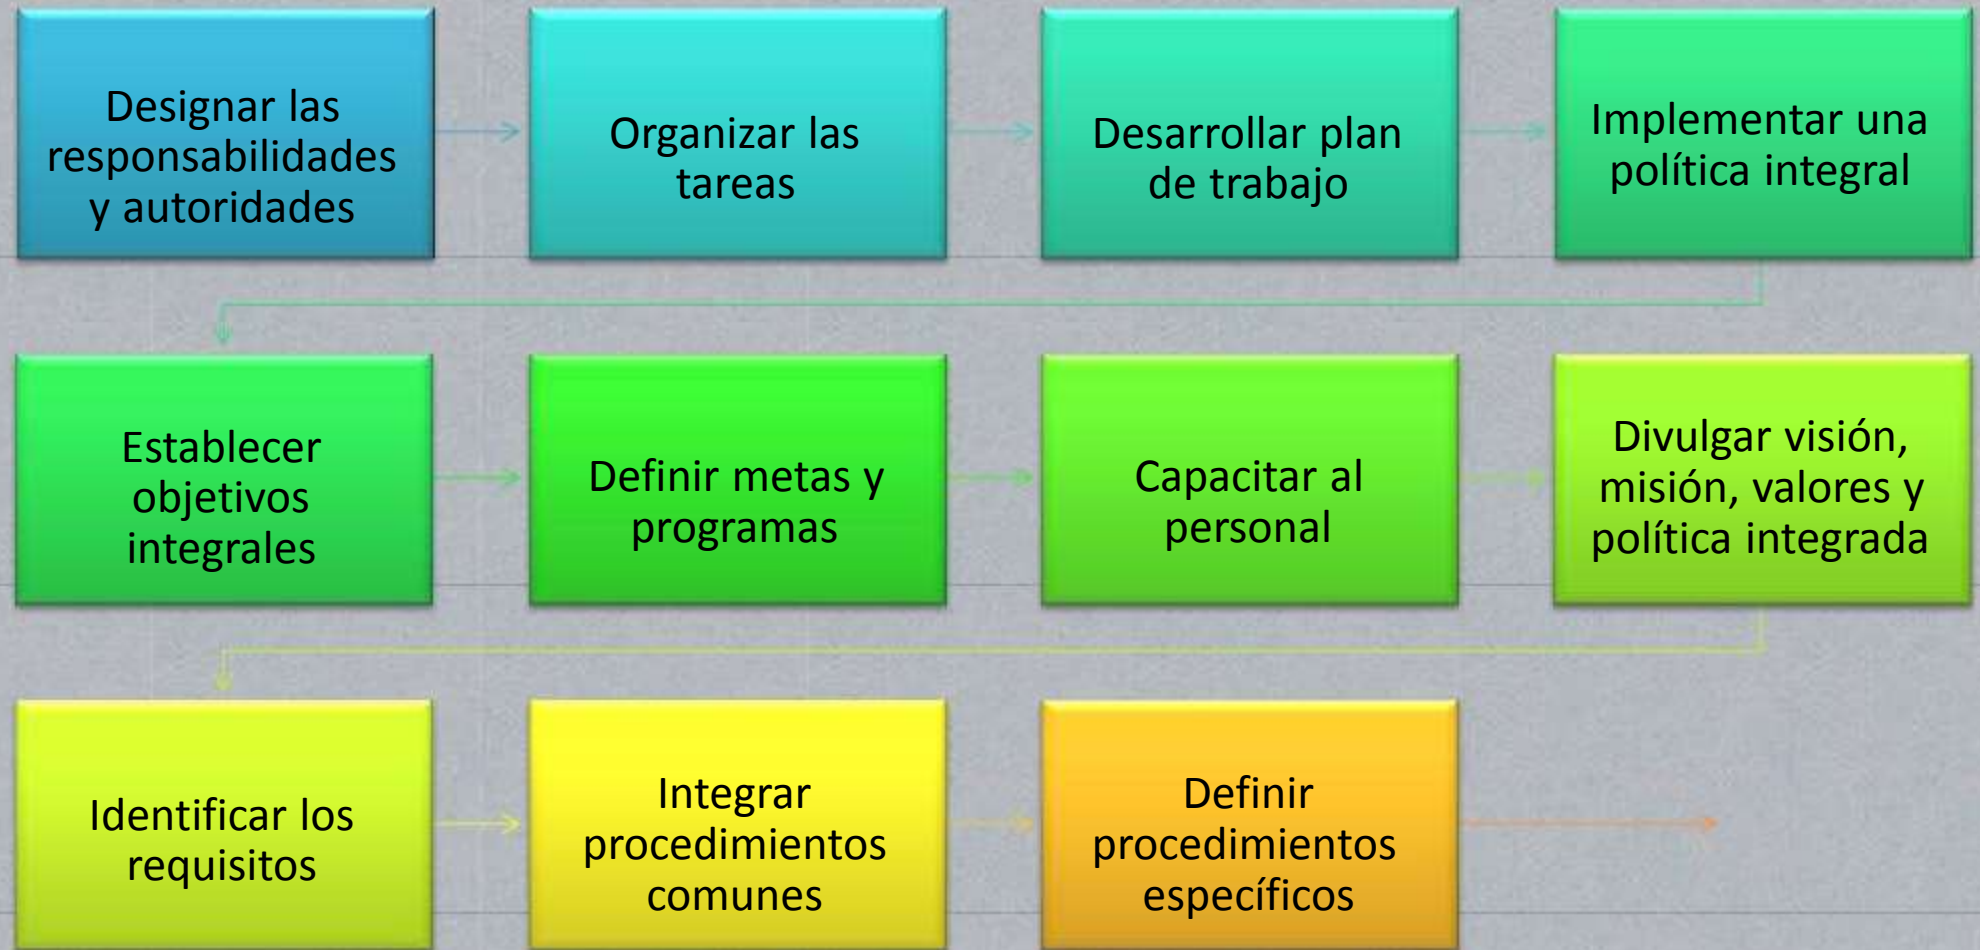 Designar las
responsabilidades
y autoridades
Organizar las
tareas
Desarrollar plan
de trabajo
Implementar una
política integral
Establecer
objetivos
integrales
Definir metas y
programas
Capacitar al
personal
Divulgar visión,
misión, valores y
política integrada
Identificar los
requisitos
Integrar
procedimientos
comunes
Definir
procedimientos
específicos